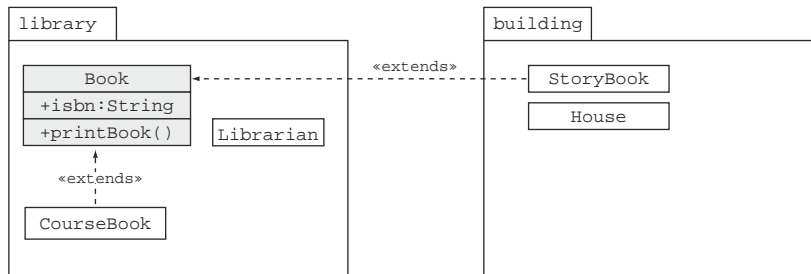 library
Book
+isbn:String
+printBook()
Librarian
«extends»
CourseBook
«extends»
building
StoryBook
House